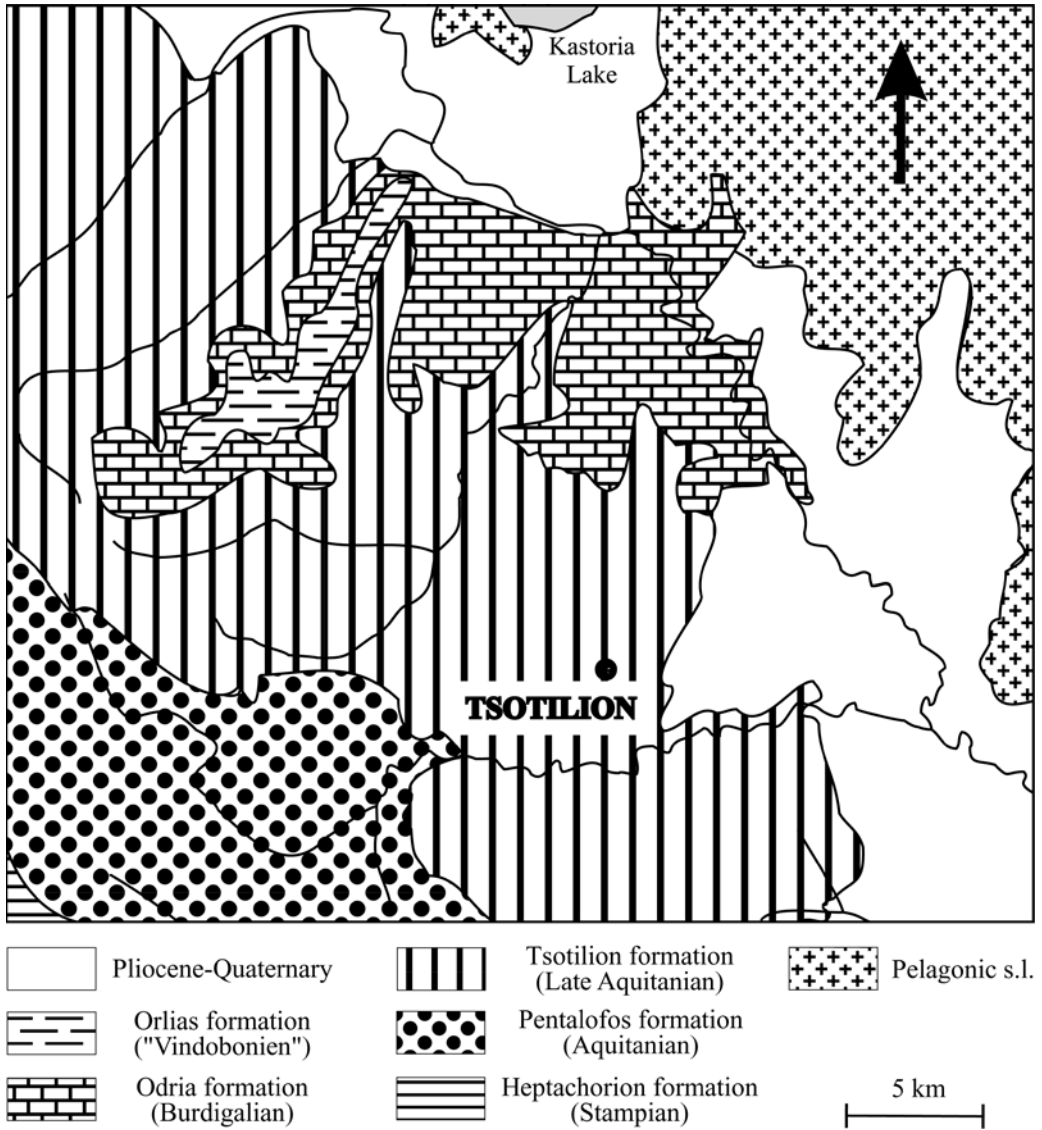 Kastoria
Lake
TSOTILION
Pliocene-Quaternary
Orlias formation
("Vindobonien")
Odria formation
(Burdigalian)
Tsotilion formation
(Late Aquitanian)
Pentalofos formation
(Aquitanian)
Heptachorion formation
(Stampian)
Pelagonic s.l.
5 km